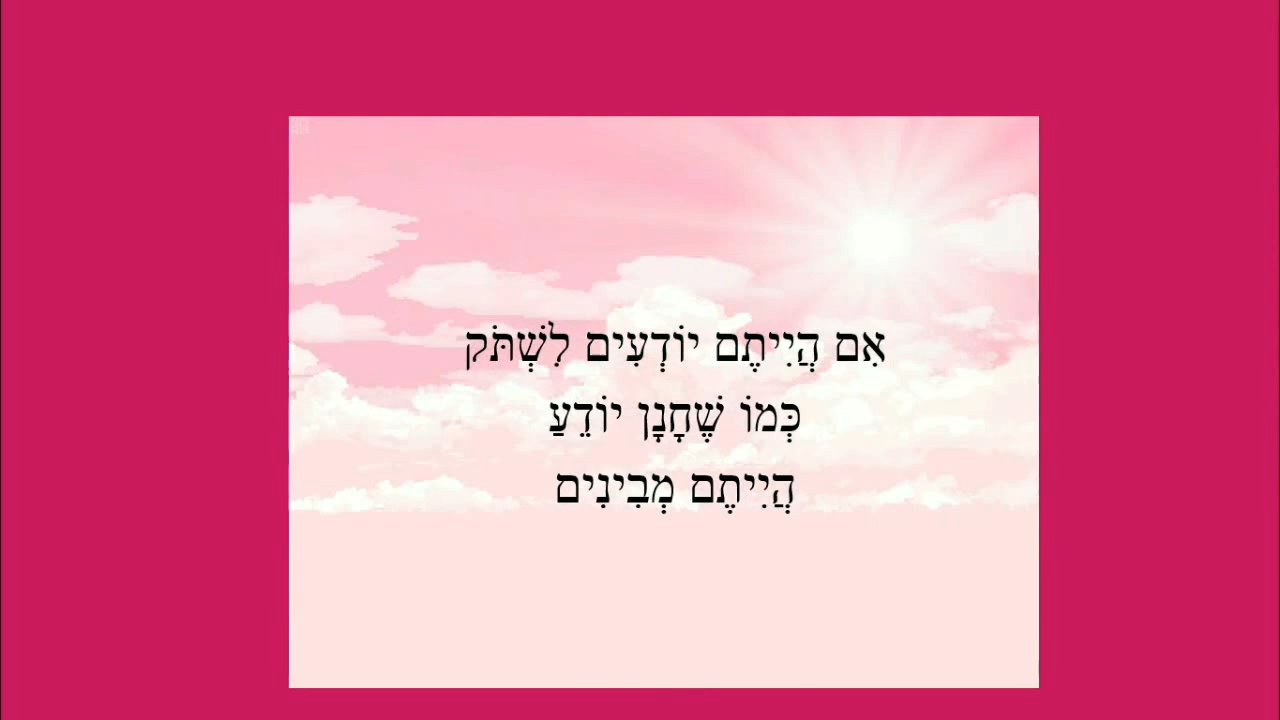 אִם הֱיִיתֶם יוֹדְעִים לִשְׁתֹּק
כְּמוֹ שֶׁחָנָן יוֹדֵעַ
הֱיִיתֶם מְבִינִים